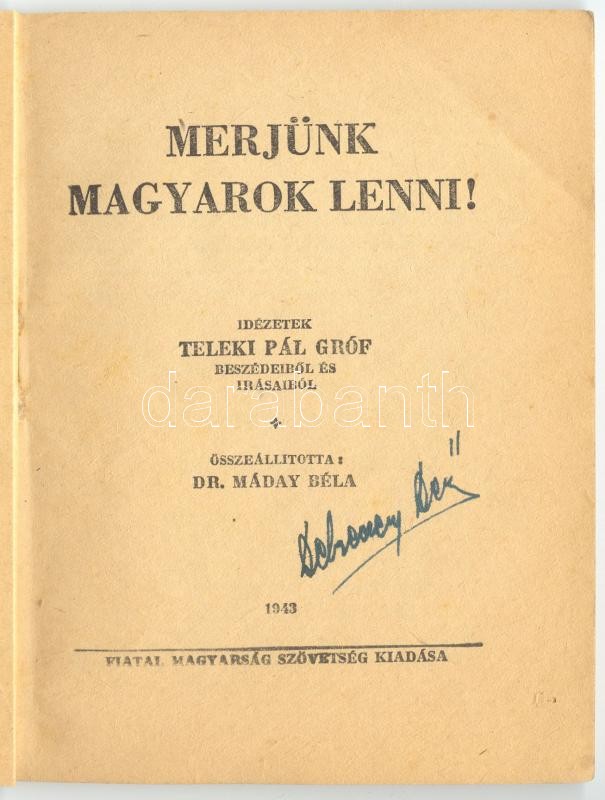 MERJÜNK
MAGYAROK LENNI!
IDÉZETEK
TELEKI PÁL GRÓF
BESZÉDEIBŐL ÉS
IRÁSAIBÓL
darabanth
ÖSSZEÁLLITOTTA:
DR. MÁDAY BÉLA
1943
FIATAL MAGYARSÁG SZÖVETSÉG KIADÁSA